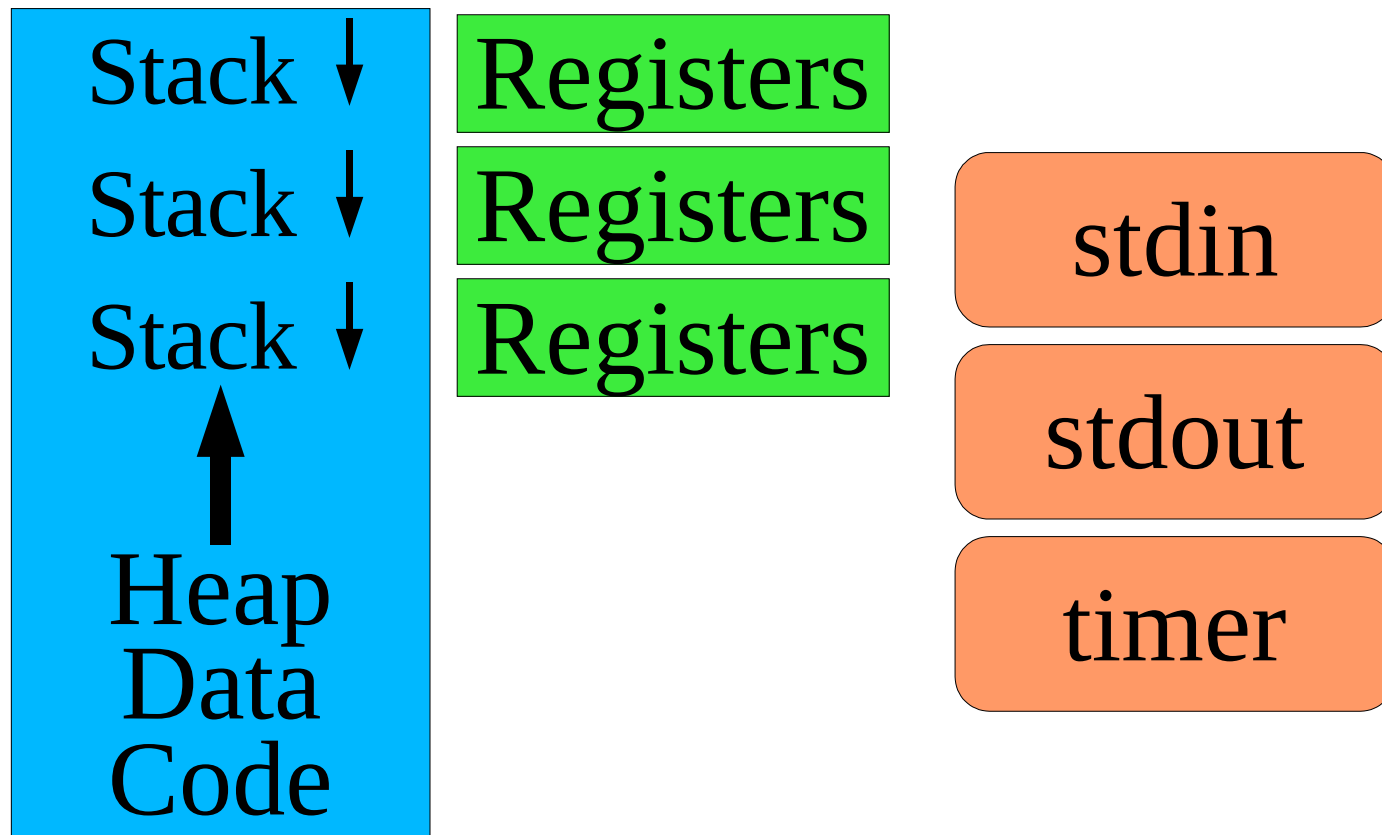 Stack
Stack
Stack
Heap
Data
Code
Registers
Registers
Registers
stdin
stdout
timer